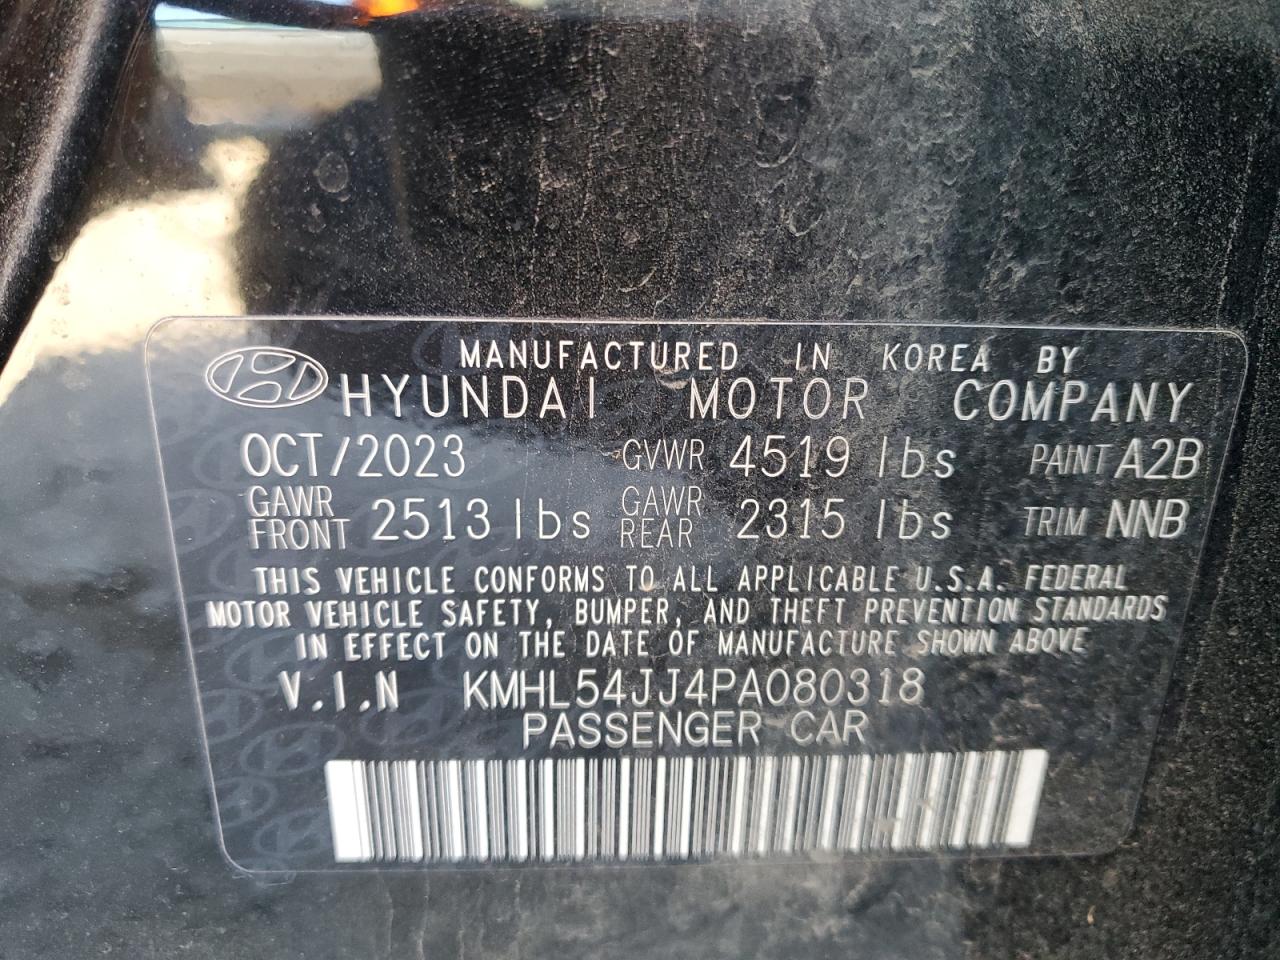 MANUFACTURED IN KOREA BY
HYUNDAI MOTOR COMPANY
OCT/2023 GVWR 4519 lbs PAINT A2B
GAWR FRONT 2513 lbs GAWR REAR 2315 lbs TRIM NNB
THIS VEHICLE CONFORMS TO ALL APPLICABLE U.S.A. FEDERAL
MOTOR VEHICLE SAFETY, BUMPER, AND THEFT PREVENTION STANDARDS
IN EFFECT ON THE DATE OF MANUFACTURE SHOWN ABOVE
V.I.N KMHL54JJ4PA080318
PASSENGER CAR